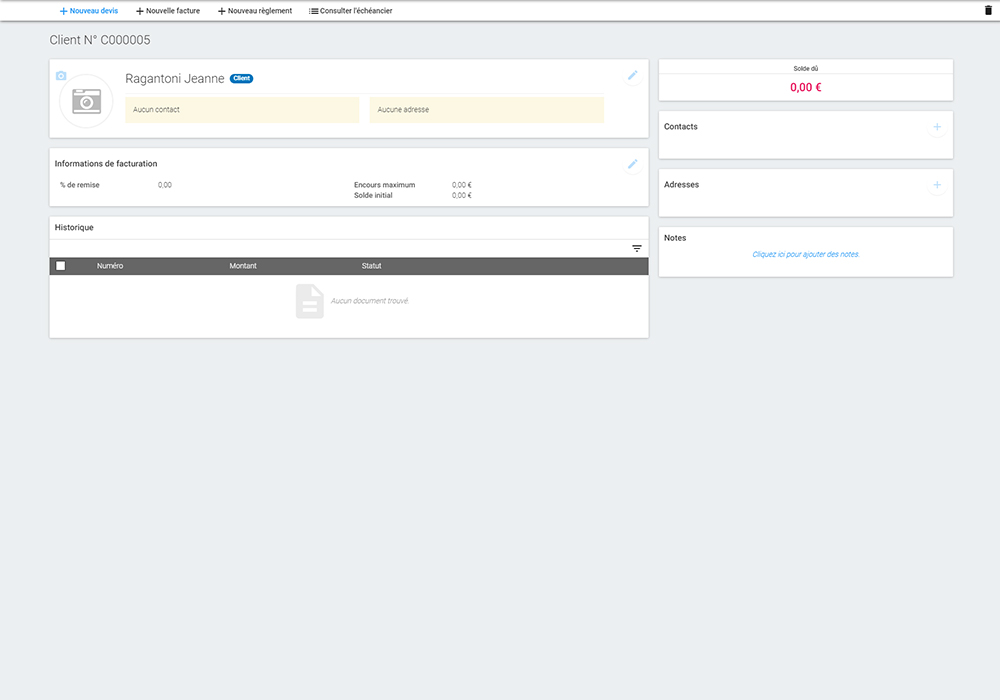 Nouveau devis Nouvelle facture Nouveau règlement Consulter l'échéancier
Client N° C000005
Ragantoni Jeanne Client
Aucun contact Aucune adresse
Informations de facturation
% de remise 0,00 Encours maximum 0,00 €
Solde initial 0,00 €
Historique
Numéro Montant Statut
Aucun document trouvé.
Solde dû
0,00 €
Contacts
Adresses
Notes
Cliquez ici pour ajouter des notes.